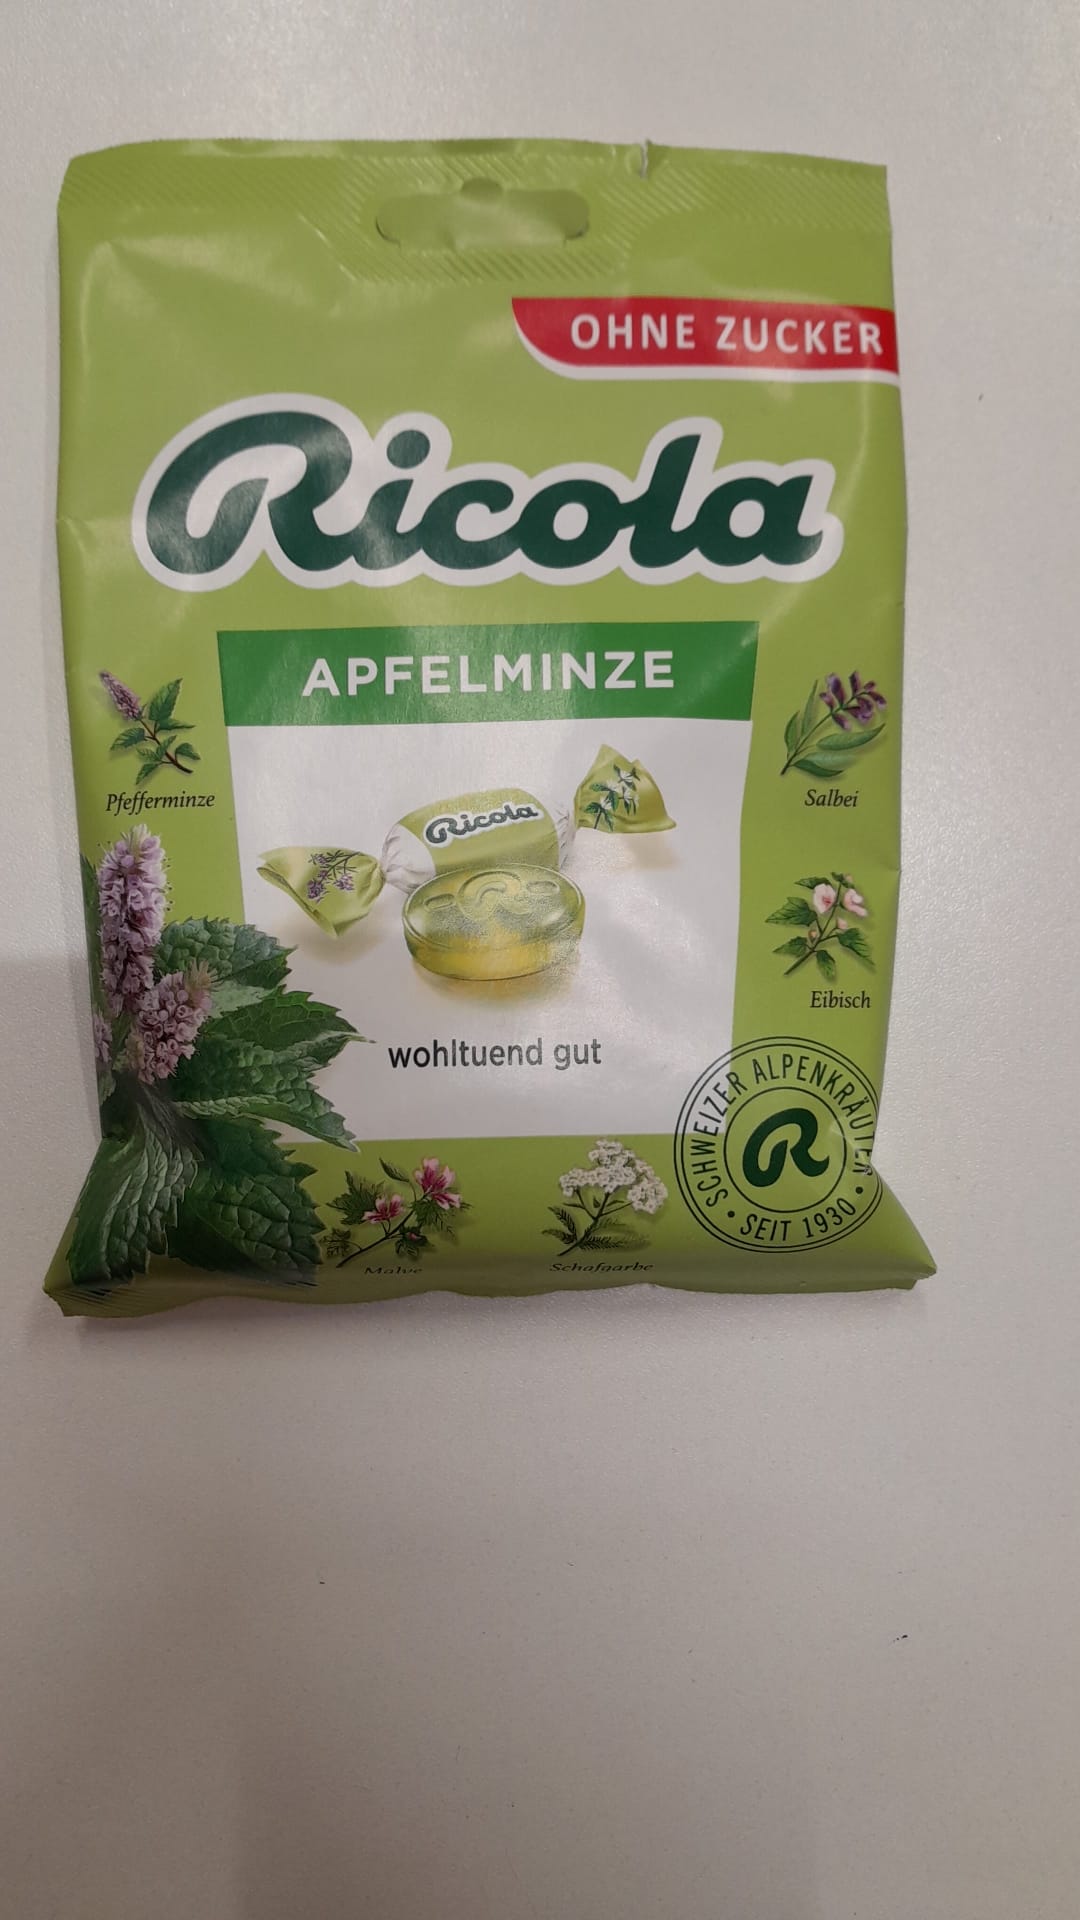 OHNE ZUCKER
Ricola
APFELMINZE
Pfefferminze
Salbei
Ricola
Eibisch
wohltuend gut
SCHWEIZER ALPENKRÄUTER
• SEIT 1930 •
Malve
Schafgarbe